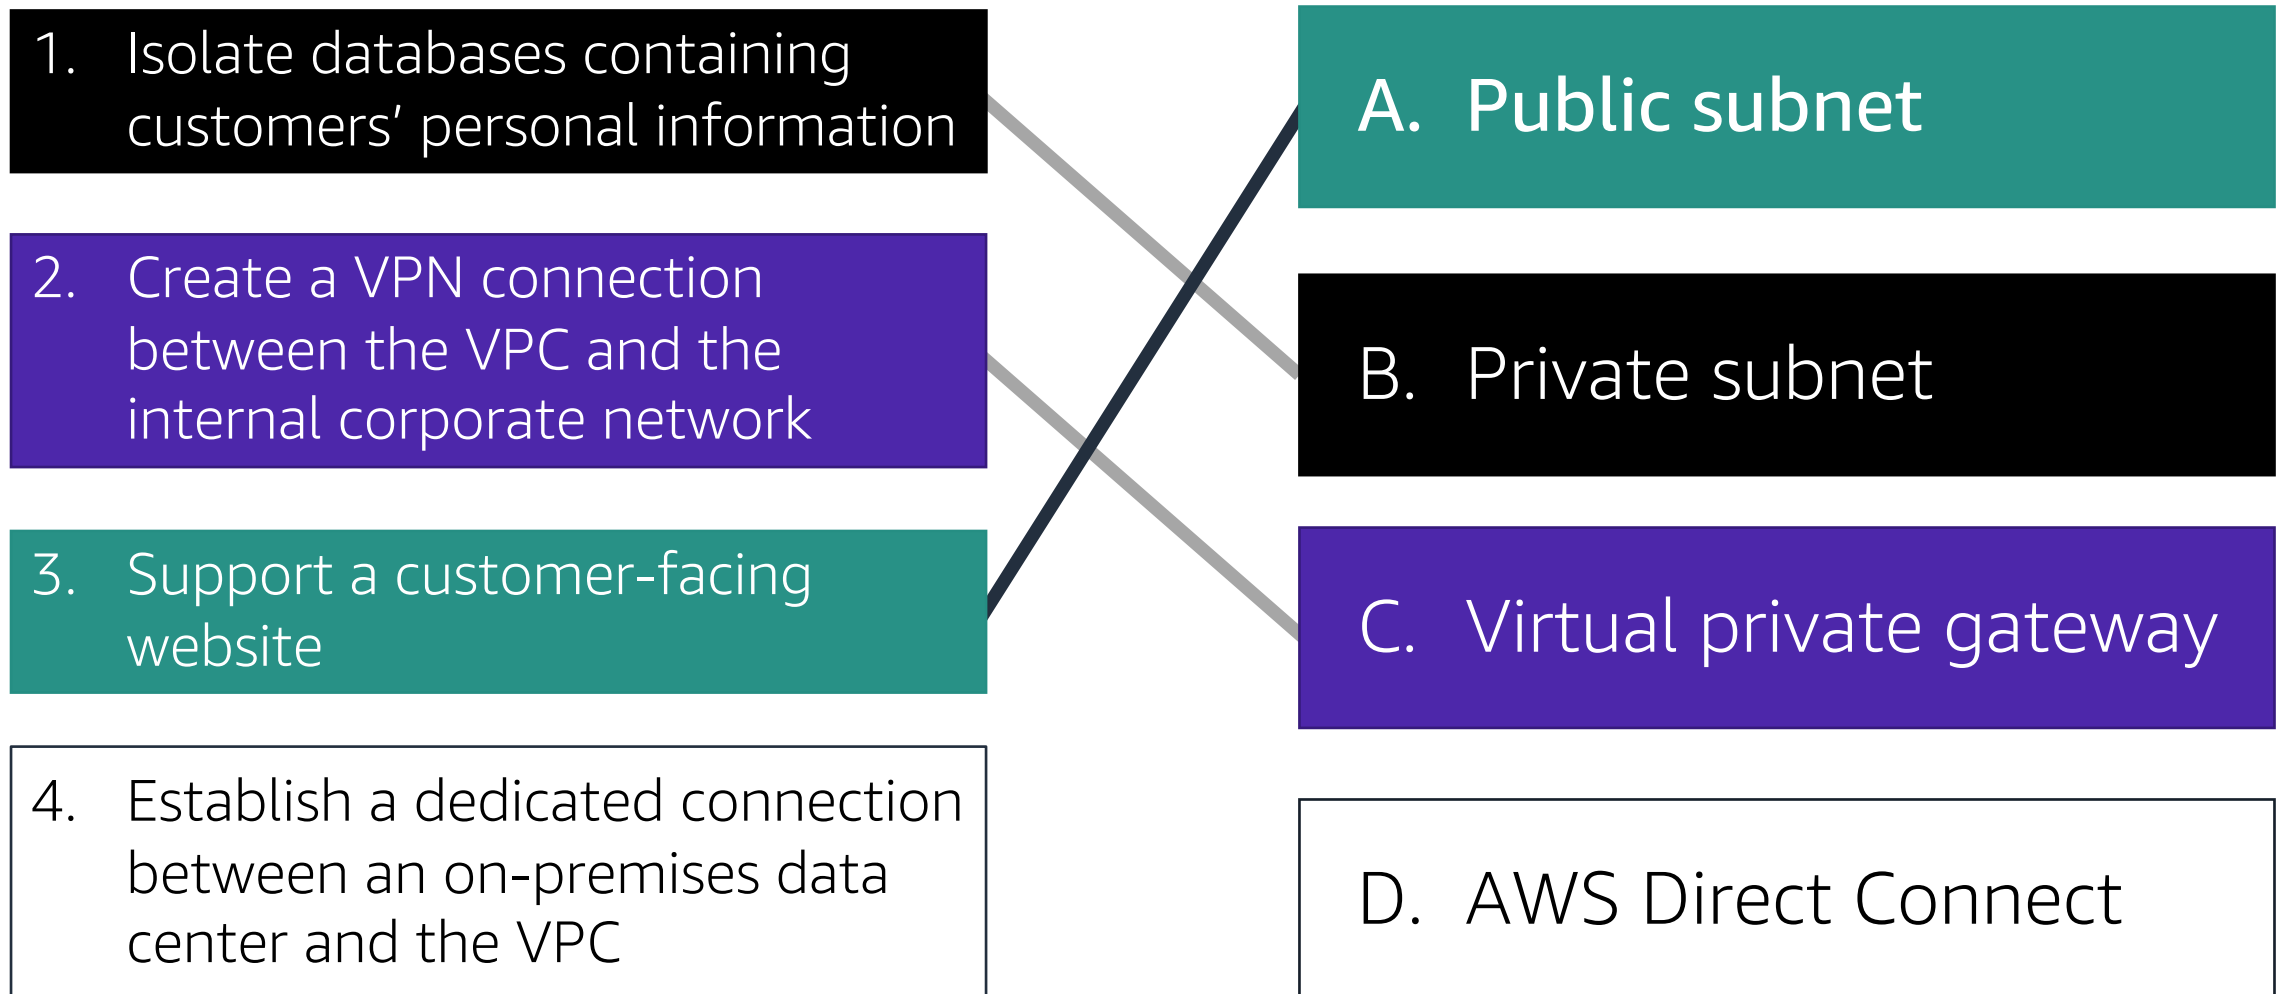 1. Isolate databases containing
customers’ personal information
2. Create a VPN connection
between the VPC and the
internal corporate network
3. Support a customer-facing
website
4. Establish a dedicated connection
between an on-premises data
center and the VPC
A. Public subnet
B. Private subnet
C. Virtual private gateway
D. AWS Direct Connect